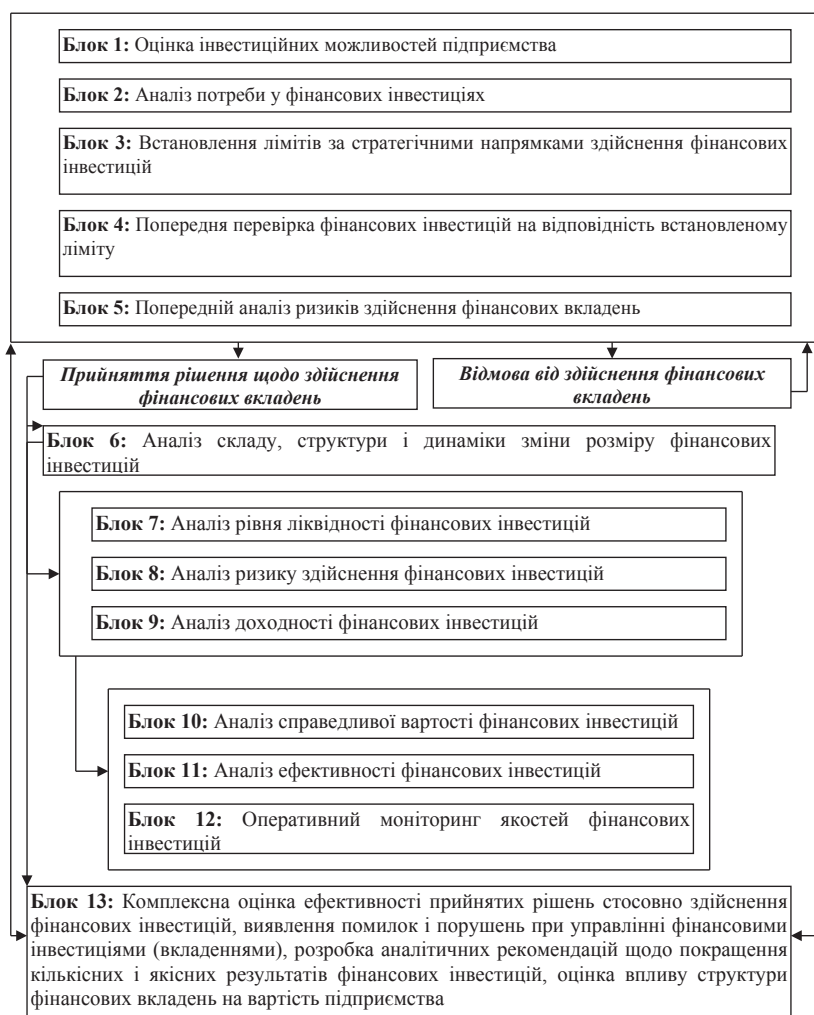 Блок 1: Оцінка інвестиційних можливостей підприємства
Блок 2: Аналіз потреби у фінансових інвестиціях
Блок 3: Встановлення лімітів за стратегічними напрямками здійснення фінансових
інвестицій
Блок 4: Попередня перевірка фінансових інвестицій на відповідність встановленому
ліміту
Блок 5: Попередній аналіз ризиків здійснення фінансових вкладень
Прийняття рішення щодо здійснення
фінансових вкладень
Відмова від здійснення фінансових
вкладень
Блок 6: Аналіз складу, структури і динаміки зміни розміру фінансових
інвестицій
Блок 7: Аналіз рівня ліквідності фінансових інвестицій
Блок 8: Аналіз ризику здійснення фінансових інвестицій
Блок 9: Аналіз доходності фінансових інвестицій
Блок 10: Аналіз справедливої вартості фінансових інвестицій
Блок 11: Аналіз ефективності фінансових інвестицій
Блок 12: Оперативний моніторинг якостей фінансових
інвестицій
Блок 13: Комплексна оцінка ефективності прийнятих рішень стосовно здійснення
фінансових інвестицій, виявлення помилок і порушень при управлінні фінансовими
інвестиціями (вкладеннями), розробка аналітичних рекомендацій щодо покращення
кількісних і якісних результатів фінансових інвестицій, оцінка впливу структури
фінансових вкладень на вартість підприємства